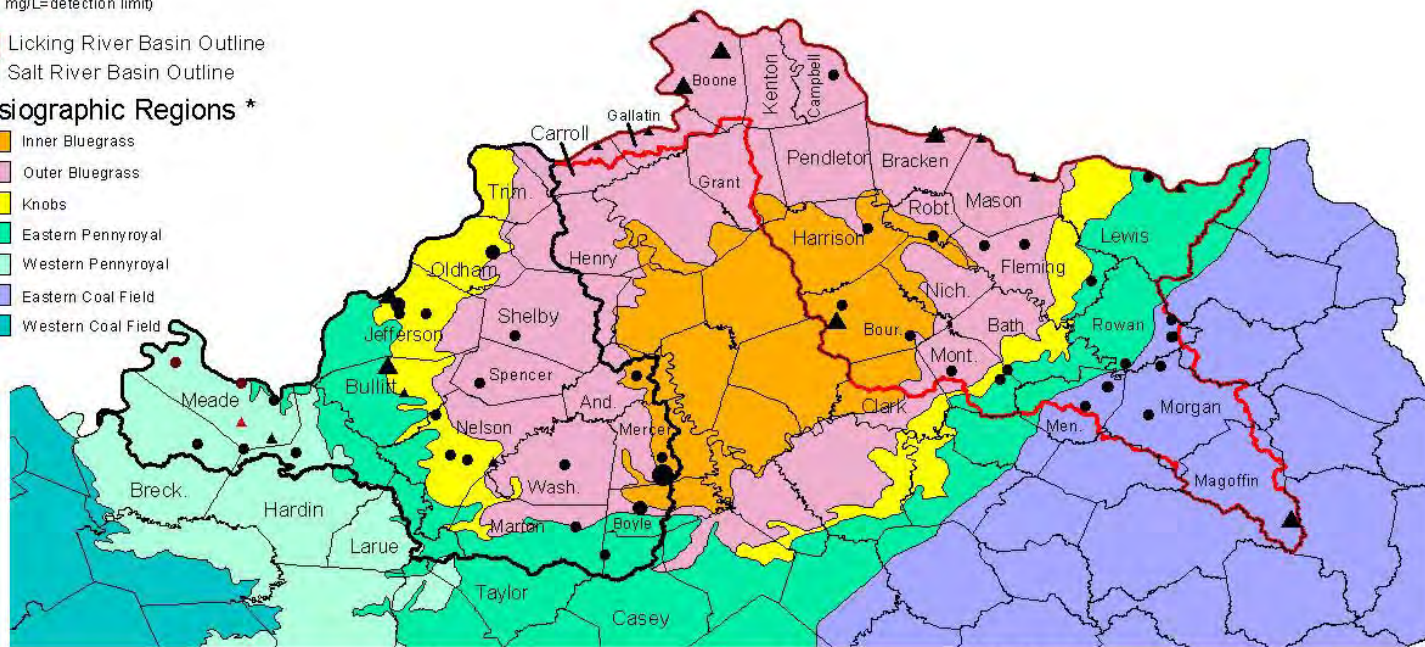 mg/L=detection limit)
Licking River Basin Outline
Salt River Basin Outline
siographic Regions *
Inner Bluegrass
Outer Bluegrass
Knobs
Eastern Pennyroyal
Western Pennyroyal
Eastern Coal Field
Western Coal Field
Boone
Kenton
Campbell
Gallatin
Carroll
Pendleton
Bracken
Grant
Trim.
Robt.
Mason
Harrison
Lewis
Henry
Oldham
Fleming
Nich.
Shelby
Jefferson
Bour.
Bath
Rowan
Mont.
Spencer
Bullitt
Meade
And.
Clark
Morgan
Nelson
Mercer
Men.
Wash.
Magoffin
Breck.
Hardin
Marion
Boyle
Larue
Taylor
Casey